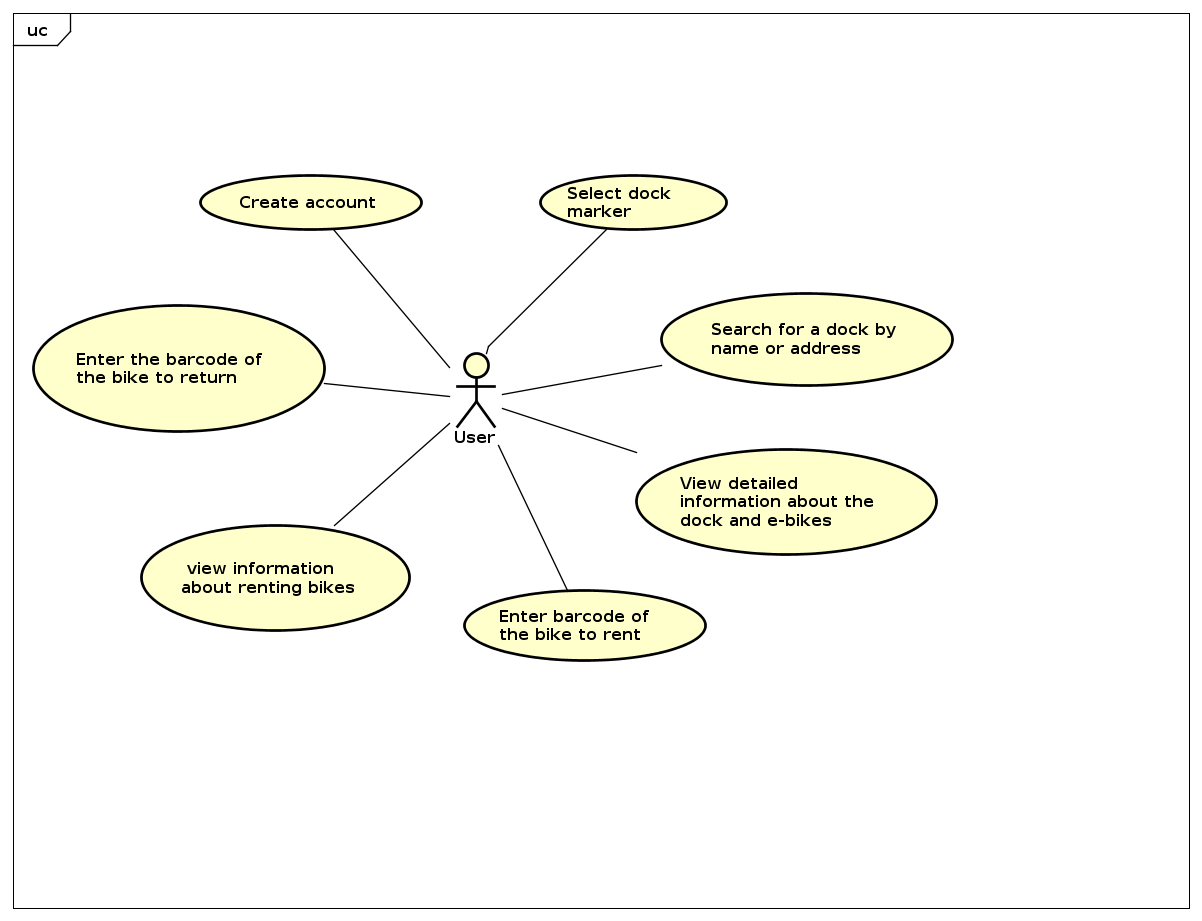 uc
Create account
Select dock
marker
Search for a dock by
name or address
Enter the barcode of
the bike to return
User
View detailed
information about the
dock and e-bikes
view information
about renting bikes
Enter barcode of
the bike to rent